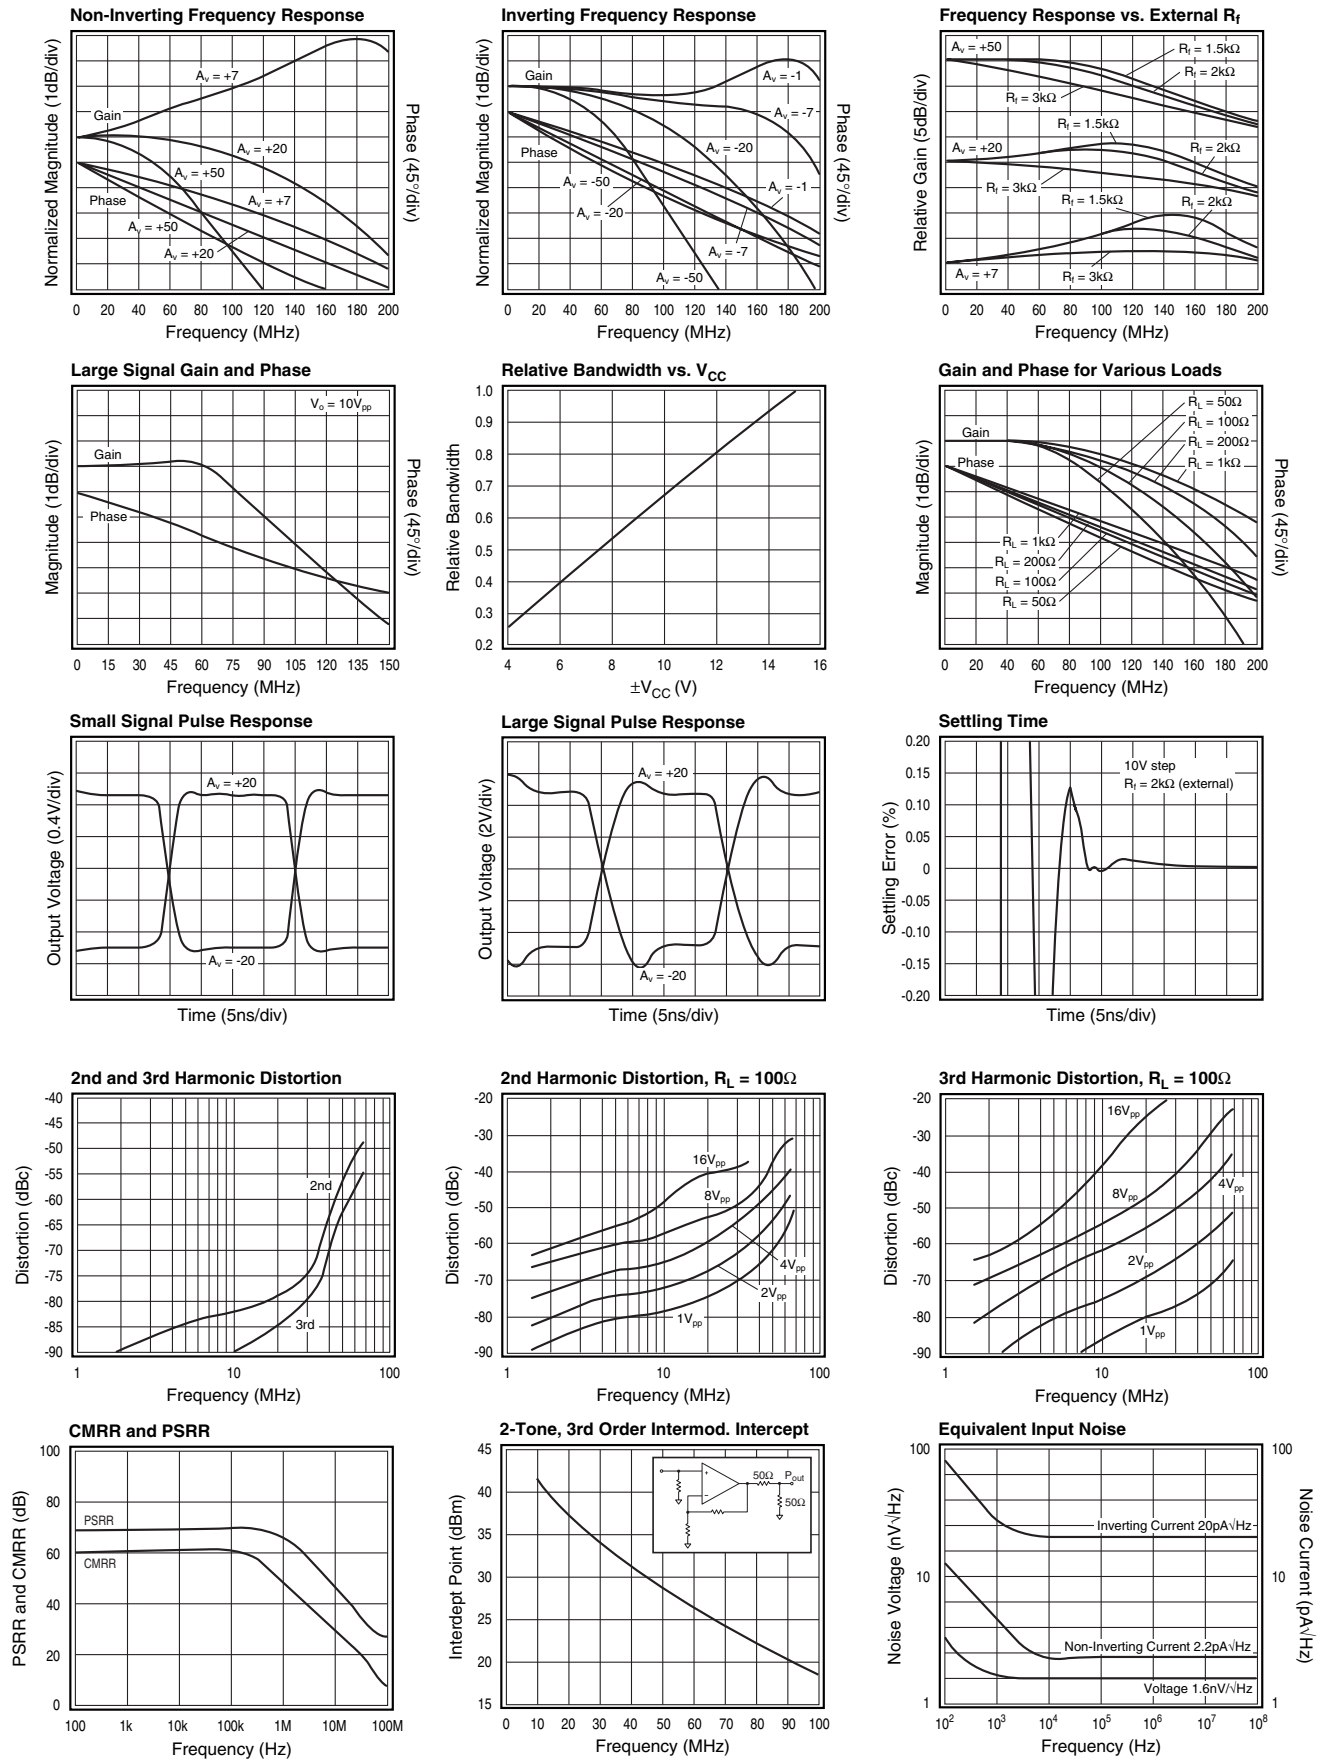 Non-Inverting Frequency Response
Normalized Magnitude (1dB/div)
Phase (45°/div)
Gain
Phase
Av = +7
Av = +20
Av = +50
Av = +7
Av = +50
Av = +20
0 20 40 60 80 100 120 140 160 180 200
Frequency (MHz)
Inverting Frequency Response
Normalized Magnitude (1dB/div)
Phase (45°/div)
Gain
Phase
Av = -1
Av = -7
Av = -20
Av = -50
Av = -1
Av = -20
Av = -7
Av = -50
0 20 40 60 80 100 120 140 160 180 200
Frequency (MHz)
Frequency Response vs. External Rf
Relative Gain (5dB/div)
Av = +50
Rf = 1.5kΩ
Rf = 2kΩ
Rf = 3kΩ
Rf = 1.5kΩ
Av = +20
Rf = 2kΩ
Rf = 3kΩ
Rf = 1.5kΩ
Rf = 2kΩ
Av = +7
Rf = 3kΩ
0 20 40 60 80 100 120 140 160 180 200
Frequency (MHz)
Large Signal Gain and Phase
Magnitude (1dB/div)
Phase (45°/div)
Vo = 10Vpp
Gain
Phase
0 15 30 45 60 75 90 105 120 135 150
Frequency (MHz)
Relative Bandwidth vs. VCC
Relative Bandwidth
1.0
0.9
0.8
0.7
0.6
0.5
0.4
0.3
0.2
4 6 8 10 12 14 16
±VCC (V)
Gain and Phase for Various Loads
Magnitude (1dB/div)
Phase (45°/div)
Gain
Phase
RL = 50Ω
RL = 100Ω
RL = 200Ω
RL = 1kΩ
RL = 1kΩ
RL = 200Ω
RL = 100Ω
RL = 50Ω
0 20 40 60 80 100 120 140 160 180 200
Frequency (MHz)
Small Signal Pulse Response
Output Voltage (0.4V/div)
Av = +20
Av = -20
Time (5ns/div)
Large Signal Pulse Response
Output Voltage (2V/div)
Av = +20
Av = -20
Time (5ns/div)
Settling Time
Settling Error (%)
0.20
0.15
0.10
0.05
0
-0.05
-0.10
-0.15
-0.20
10V step
Rf = 2kΩ (external)
Time (5ns/div)
2nd and 3rd Harmonic Distortion
Distortion (dBc)
-40
-45
-50
-55
-60
-65
-70
-75
-80
-85
-90
2nd
3rd
1 10 100
Frequency (MHz)
2nd Harmonic Distortion, RL = 100Ω
Distortion (dBc)
-20
-30
-40
-50
-60
-70
-80
-90
16Vpp
8Vpp
4Vpp
2Vpp
1Vpp
1 10 100
Frequency (MHz)
3rd Harmonic Distortion, RL = 100Ω
Distortion (dBc)
-20
-30
-40
-50
-60
-70
-80
-90
16Vpp
8Vpp
4Vpp
2Vpp
1Vpp
1 10 100
Frequency (MHz)
CMRR and PSRR
PSRR and CMRR (dB)
100
80
60
40
20
0
PSRR
CMRR
100 1k 10k 100k 1M 10M 100M
Frequency (Hz)
2-Tone, 3rd Order Intermod. Intercept
Interdept Point (dBm)
45
40
35
30
25
20
15
+
−
50Ω
Pout
50Ω
0 10 20 30 40 50 60 70 80 90 100
Frequency (MHz)
Equivalent Input Noise
Noise Voltage (nV√Hz)
Noise Current (pA√Hz)
100
10
1
100
10
1
Inverting Current 20pA√Hz
Non-Inverting Current 2.2pA√Hz
Voltage 1.6nV/√Hz
10² 10³ 10⁴ 10⁵ 10⁶ 10⁷ 10⁸
Frequency (Hz)